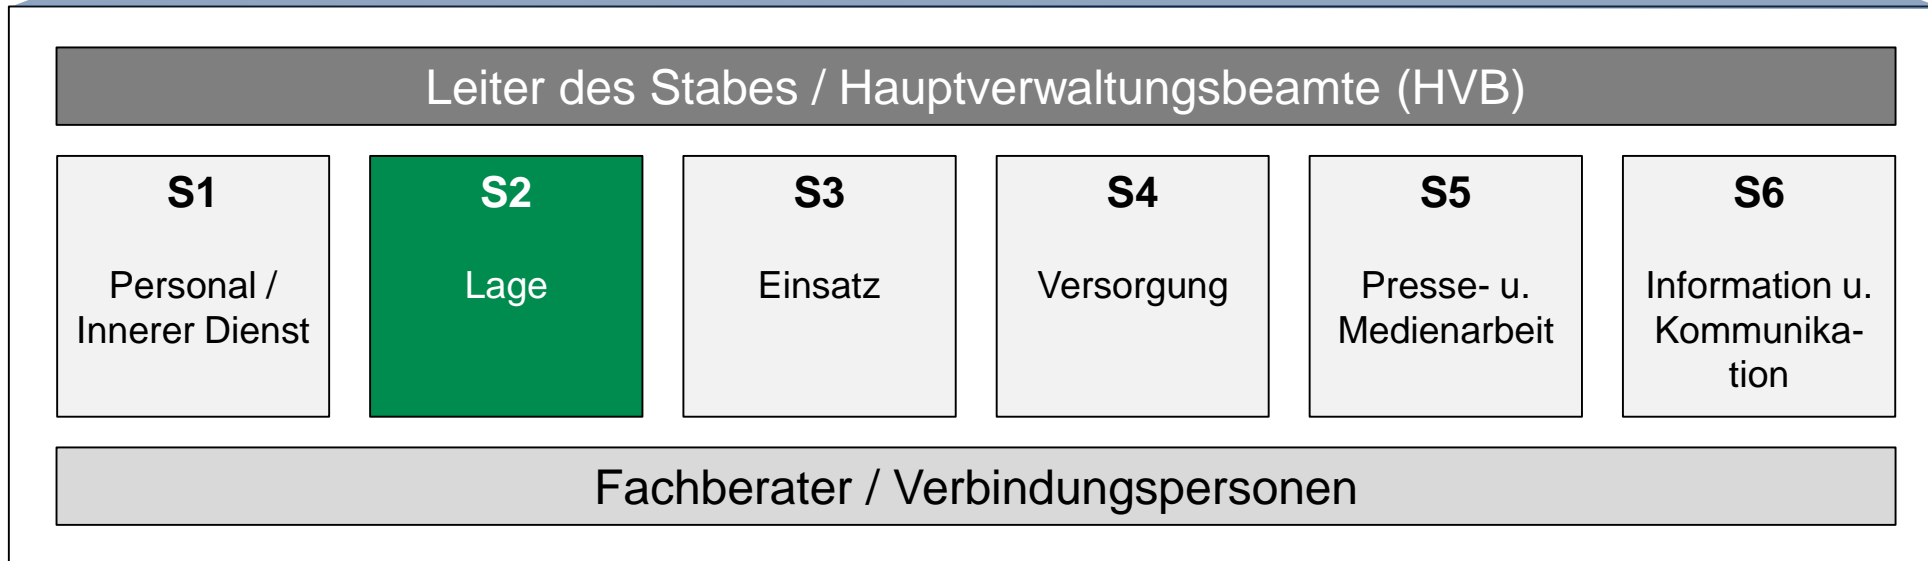 Leiter des Stabes / Hauptverwaltungsbeamte (HVB)
S1
Personal /
Innerer Dienst
S2
Lage
S3
Einsatz
S4
Versorgung
S5
Presse- u.
Medienarbeit
S6
Information u.
Kommunika-
tion
Fachberater / Verbindungspersonen